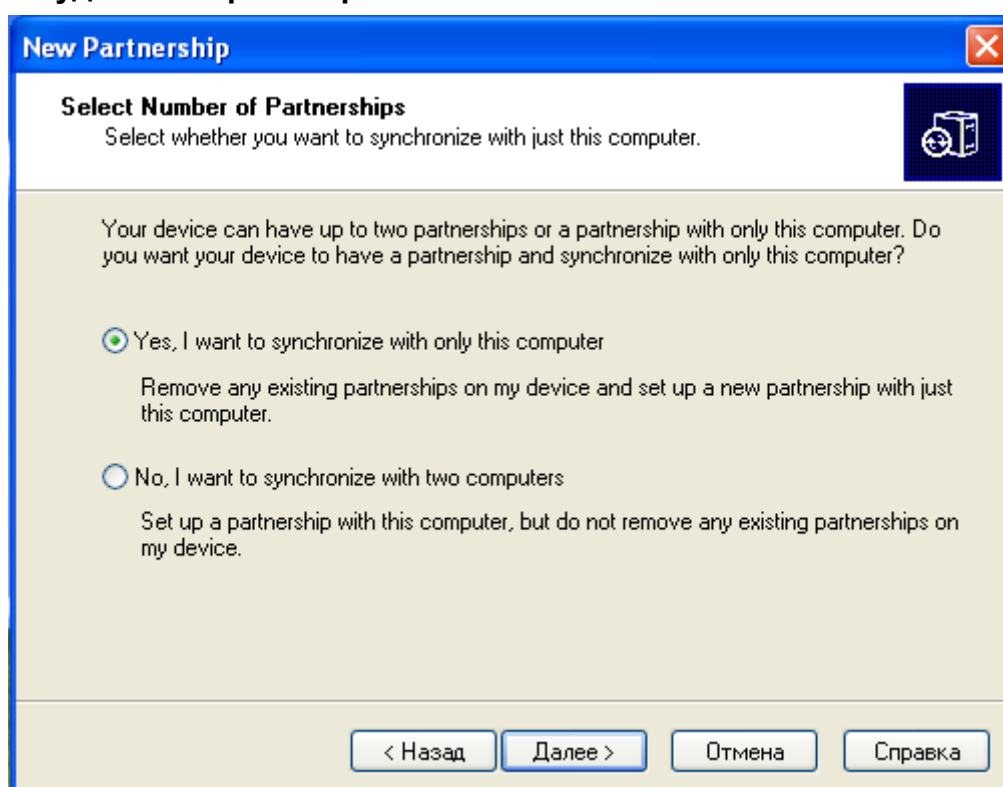 New Partnership
Select Number of Partnerships
Select whether you want to synchronize with just this computer.
Your device can have up to two partnerships or a partnership with only this computer. Do
you want your device to have a partnership and synchronize with only this computer?
Yes, I want to synchronize with only this computer
Remove any existing partnerships on my device and set up a new partnership with just
this computer.
No, I want to synchronize with two computers
Set up a partnership with this computer, but do not remove any existing partnerships on
my device.
< Назад Далее > Отмена Справка